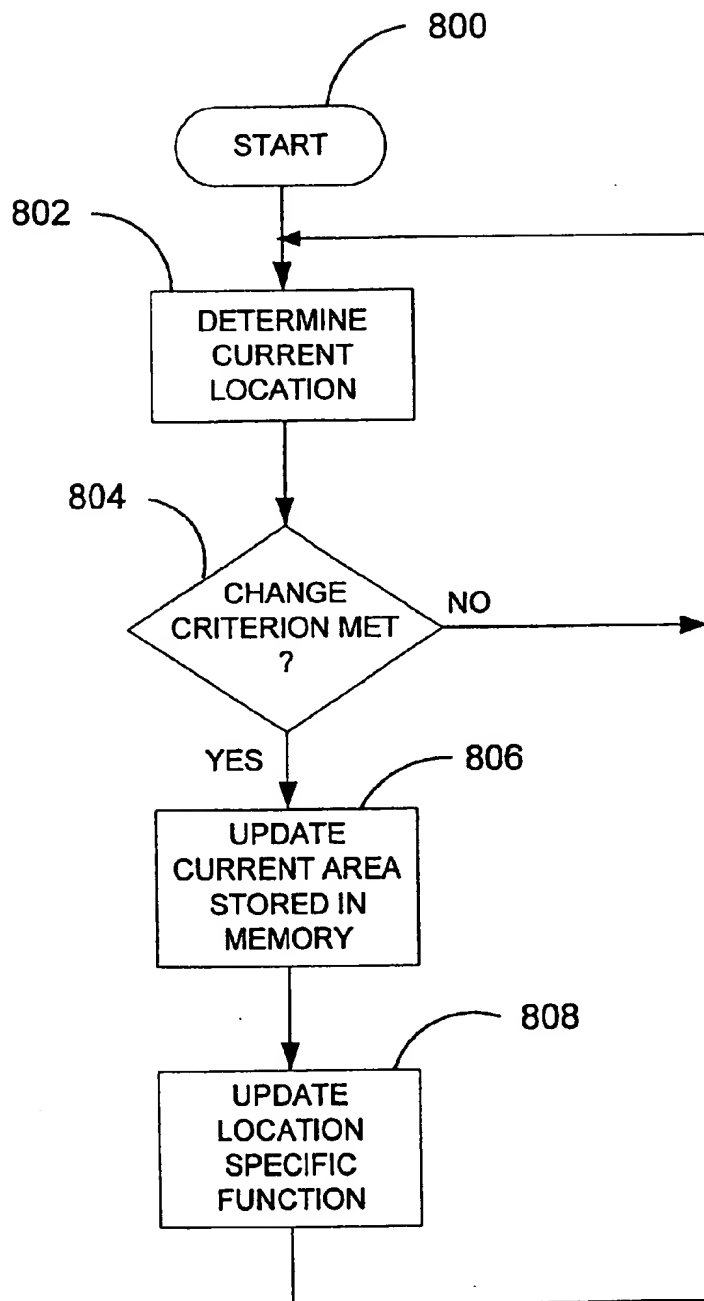 800
START
802
DETERMINE
CURRENT
LOCATION
804
CHANGE
CRITERION MET
?
NO
YES
806
UPDATE
CURRENT AREA
STORED IN
MEMORY
808
UPDATE
LOCATION
SPECIFIC
FUNCTION